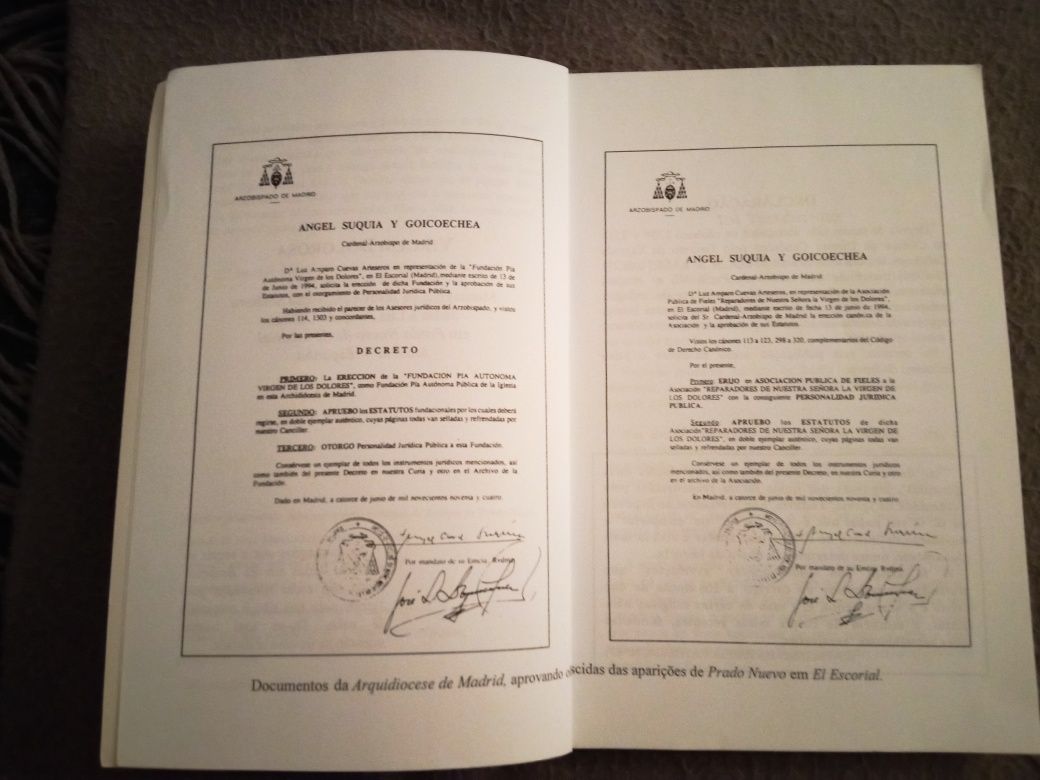 ARZOBISPADO DE MADRID
ANGEL SUQUIA Y GOICOECHEA
Cardenal-Arzobispo de Madrid
Dª Luz Amparo Cuevas Arteseros en representación de la "Fundación Pía
Autónoma Virgen de los Dolores", en El Escorial (Madrid), mediante escrito de 13 de
de Junio de 1994, solicita la erección de dicha Fundación y la aprobación de sus
Estatutos, con el otorgamiento de Personalidad Jurídica Pública.
Habiendo recibido el parecer de los Asesores jurídicos del Arzobispado, y vistos
los cánones 114, 1303 y concordantes,
Por las presentes,
DECRETO
PRIMERO: La ERECCION de la "FUNDACION PIA AUTONOMA
VIRGEN DE LOS DOLORES", como Fundación Pía Autónoma Pública de la Iglesia
en esta Archidiócesis de Madrid.
SEGUNDO: APRUEBO los ESTATUTOS fundacionales por los cuales deberá
regirse, en doble ejemplar auténtico, cuyas páginas todas van selladas y refrendadas por
nuestro Canciller.
TERCERO: OTORGO Personalidad Jurídica Pública a esta Fundación.
Consérvese un ejemplar de todos los instrumentos jurídicos mencionados, así
como también del presente Decreto en nuestra Curia y otro en el Archivo de la
Fundación.
Dado en Madrid, a catorce de junio de mil novecientos noventa y cuatro.
Por mandato de su Emcia. Rvdma.
ARZOBISPADO DE MADRID
ANGEL SUQUIA Y GOICOECHEA
Cardenal-Arzobispo de Madrid
Dª Luz Amparo Cuevas Arteseros, en representación de la Asociación
Pública de Fieles "Reparadores de Nuestra Señora la Virgen de los Dolores",
en El Escorial (Madrid), mediante escrito de fecha 13 de junio de 1994,
solicita del Sr. Cardenal-Arzobispo de Madrid la erección canónica de la
Asociación y la aprobación de sus Estatutos.
Vistos los cánones 113 a 123, 298 a 320, complementarios del Código
de Derecho Canónico.
Por el presente,
Primero: ERIJO en ASOCIACION PUBLICA DE FIELES a la
Asociación "REPARADORES DE NUESTRA SEÑORA LA VIRGEN DE
LOS DOLORES" con la consiguiente PERSONALIDAD JURIDICA
PUBLICA.
Segundo: APRUEBO los ESTATUTOS de dicha
Asociación "REPARADORES DE NUESTRA SEÑORA LA VIRGEN DE
LOS DOLORES", en doble ejemplar auténtico, cuyas páginas todas van
selladas y refrendadas por nuestro Canciller.
Consérvese un ejemplar de todos los instrumentos jurídicos
mencionados, así como también del presente Decreto, en nuestra Curia y otro
en el archivo de la Asociación.
En Madrid, a catorce de junio de mil novecientos noventa y cuatro.
Por mandato de su Emcia. Rvdma.
Documentos da Arquidiocese de Madrid, aprovando nascidas das aparições de Prado Nuevo em El Escorial.